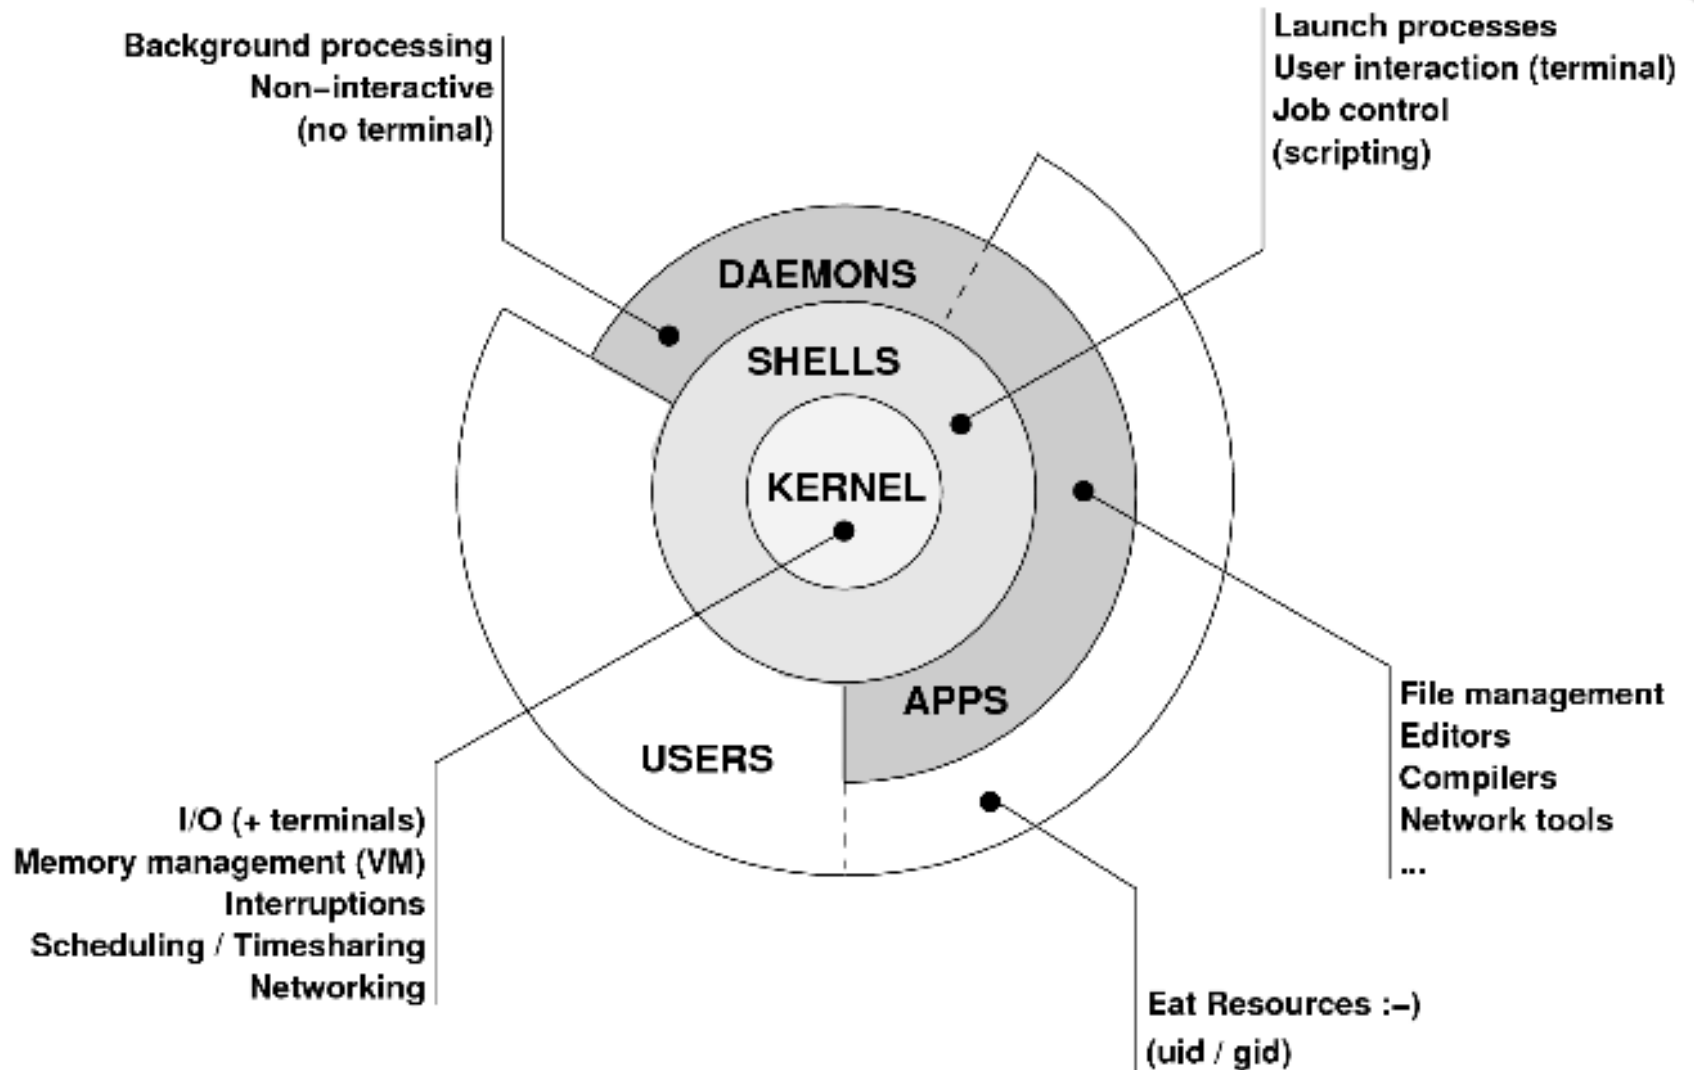 Background processing
Non-interactive
(no terminal)
Launch processes
User interaction (terminal)
Job control
(scripting)
DAEMONS
SHELLS
KERNEL
APPS
USERS
File management
Editors
Compilers
Network tools
...
I/O (+ terminals)
Memory management (VM)
Interruptions
Scheduling / Timesharing
Networking
Eat Resources :-)
(uid / gid)